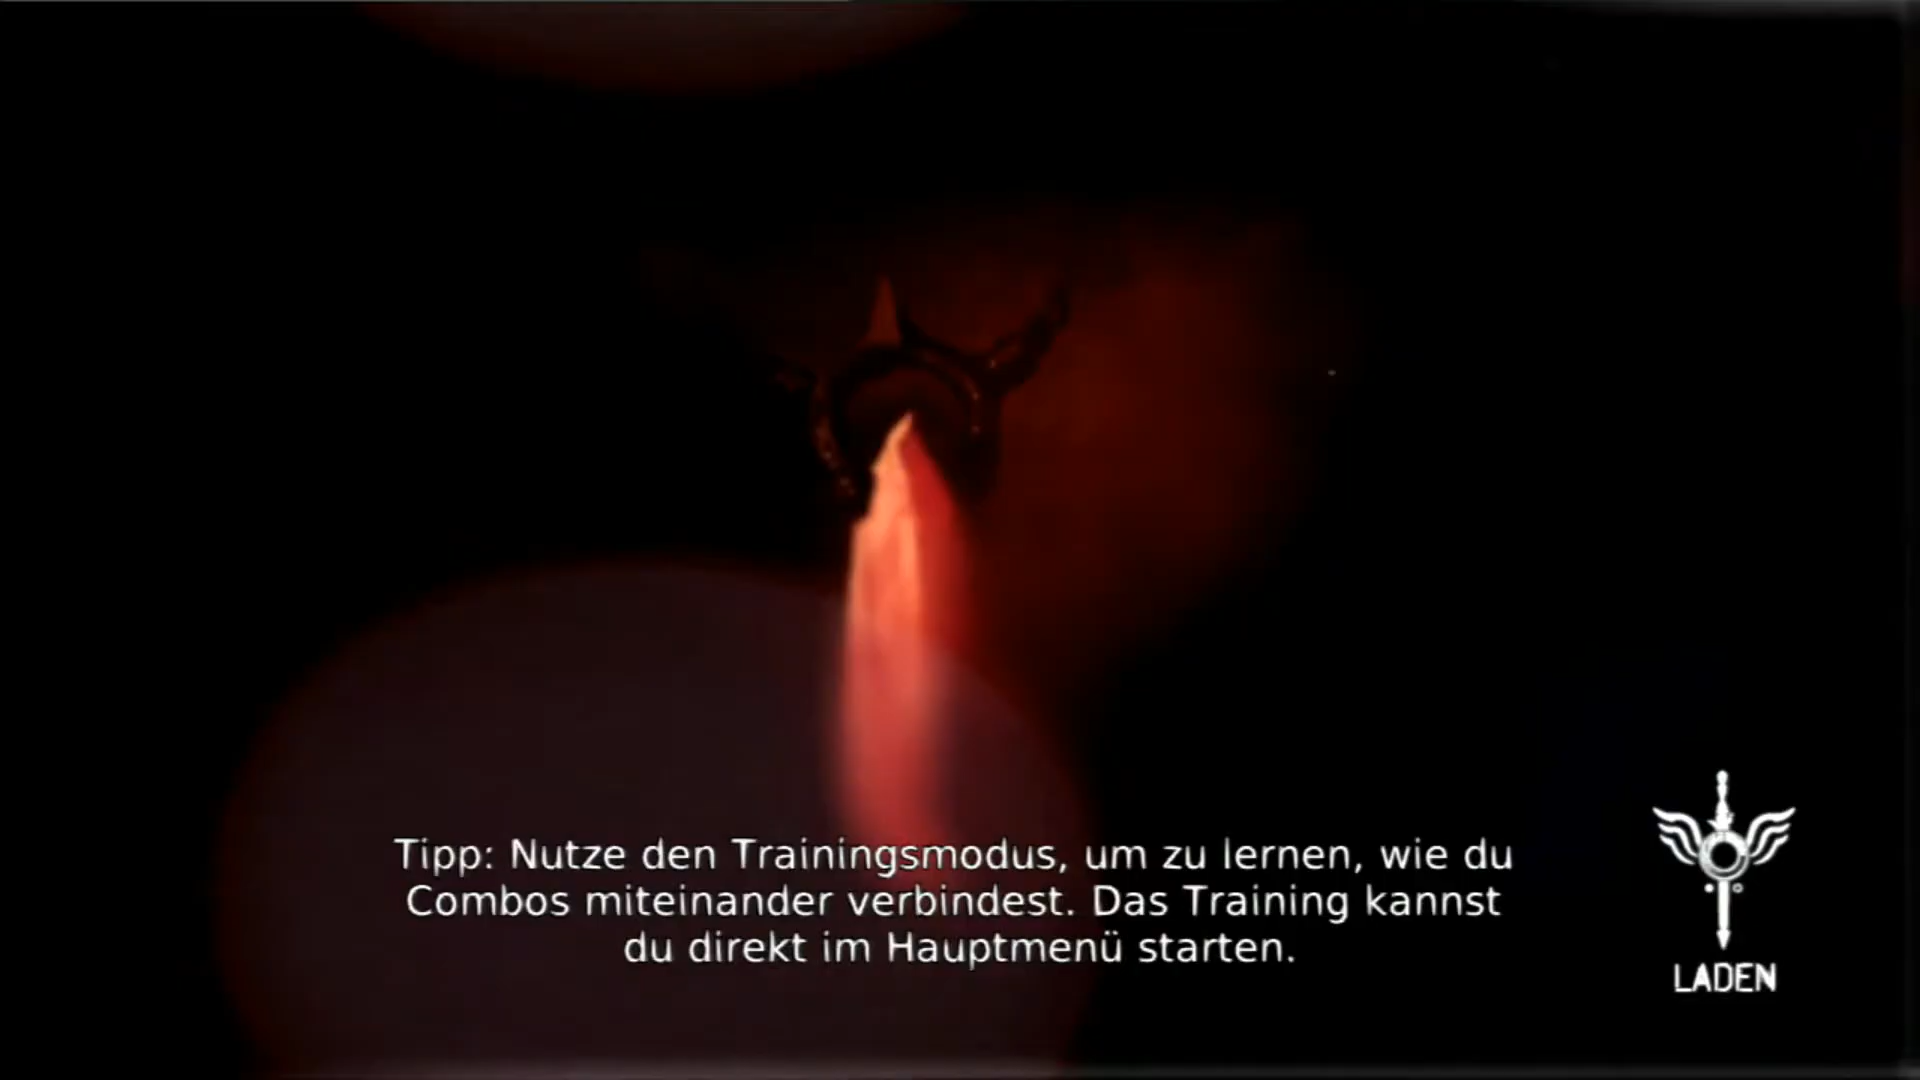 Tipp: Nutze den Trainingsmodus, um zu lernen, wie du
Combos miteinander verbindest. Das Training kannst
du direkt im Hauptmenü starten.
LADEN